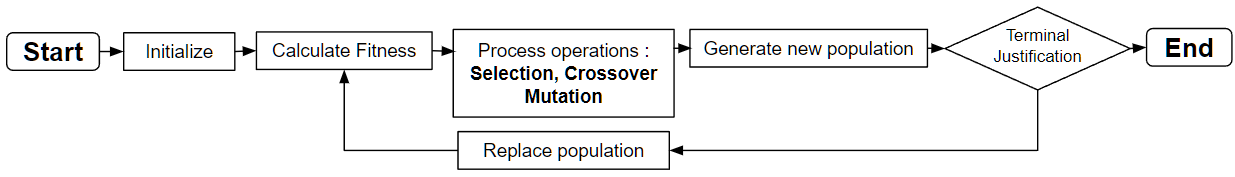 Start
Initialize
Calculate Fitness
Process operations :
Selection, Crossover
Mutation
Generate new population
Terminal
Justification
End
Replace population